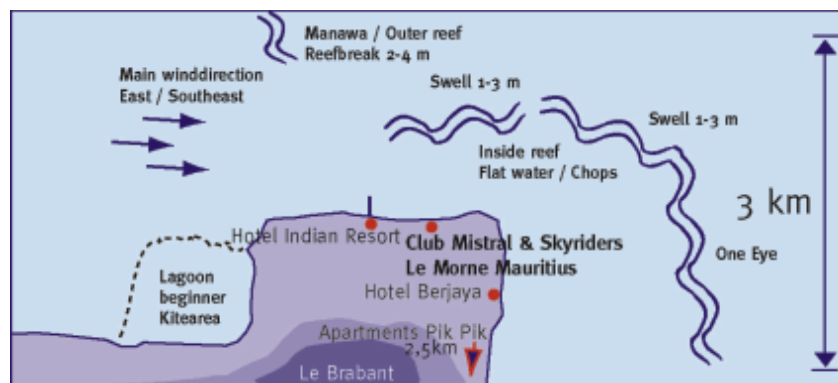 Manawa / Outer reef
Reefbreak 2-4 m
Main winddirection
East / Southeast
Swell 1-3 m
Swell 1-3 m
Inside reef
Flat water / Chops
3 km
Hotel Indian Resort
Club Mistral & Skyriders
Le Morne Mauritius
One Eye
Lagoon
beginner
Kitearea
Hotel Berjaya
Apartments Pik Pik
2,5km
Le Brabant